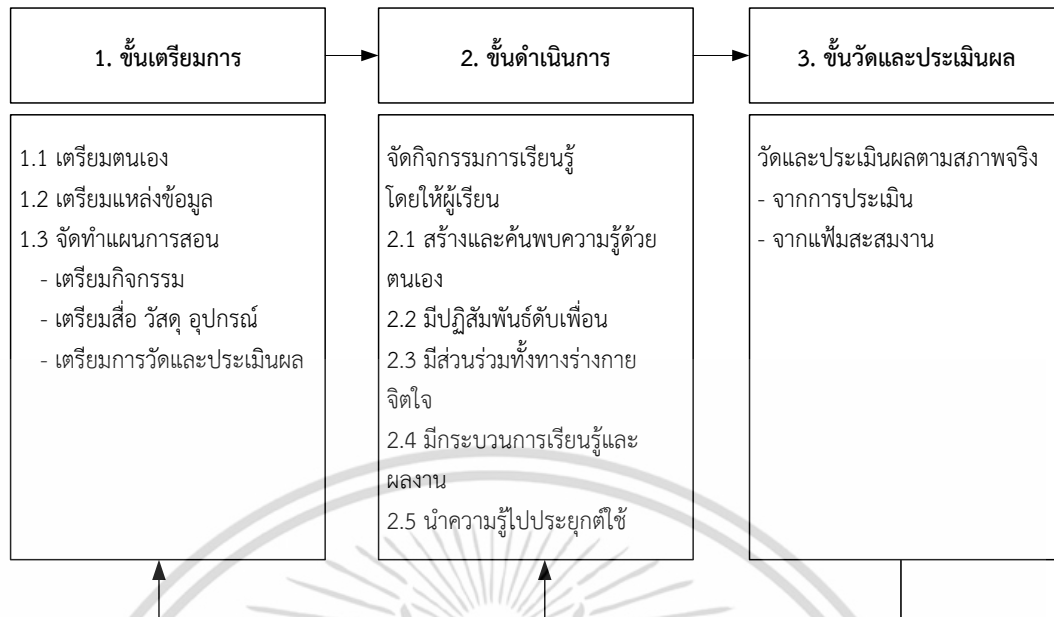 1. ขั้นเตรียมการ
2. ขั้นดำเนินการ
3. ขั้นวัดและประเมินผล
1.1 เตรียมตนเอง
1.2 เตรียมแหล่งข้อมูล
1.3 จัดทำแผนการสอน
- เตรียมกิจกรรม
- เตรียมสื่อ วัสดุ อุปกรณ์
- เตรียมการวัดและประเมินผล
จัดกิจกรรมการเรียนรู้
โดยให้ผู้เรียน
2.1 สร้างและค้นพบความรู้ด้วย
ตนเอง
2.2 มีปฏิสัมพันธ์ดับเพื่อน
2.3 มีส่วนร่วมทั้งทางร่างกาย
จิตใจ
2.4 มีกระบวนการเรียนรู้และ
ผลงาน
2.5 นำความรู้ไปประยุกต์ใช้
วัดและประเมินผลตามสภาพจริง
- จากการประเมิน
- จากแฟ้มสะสมงาน